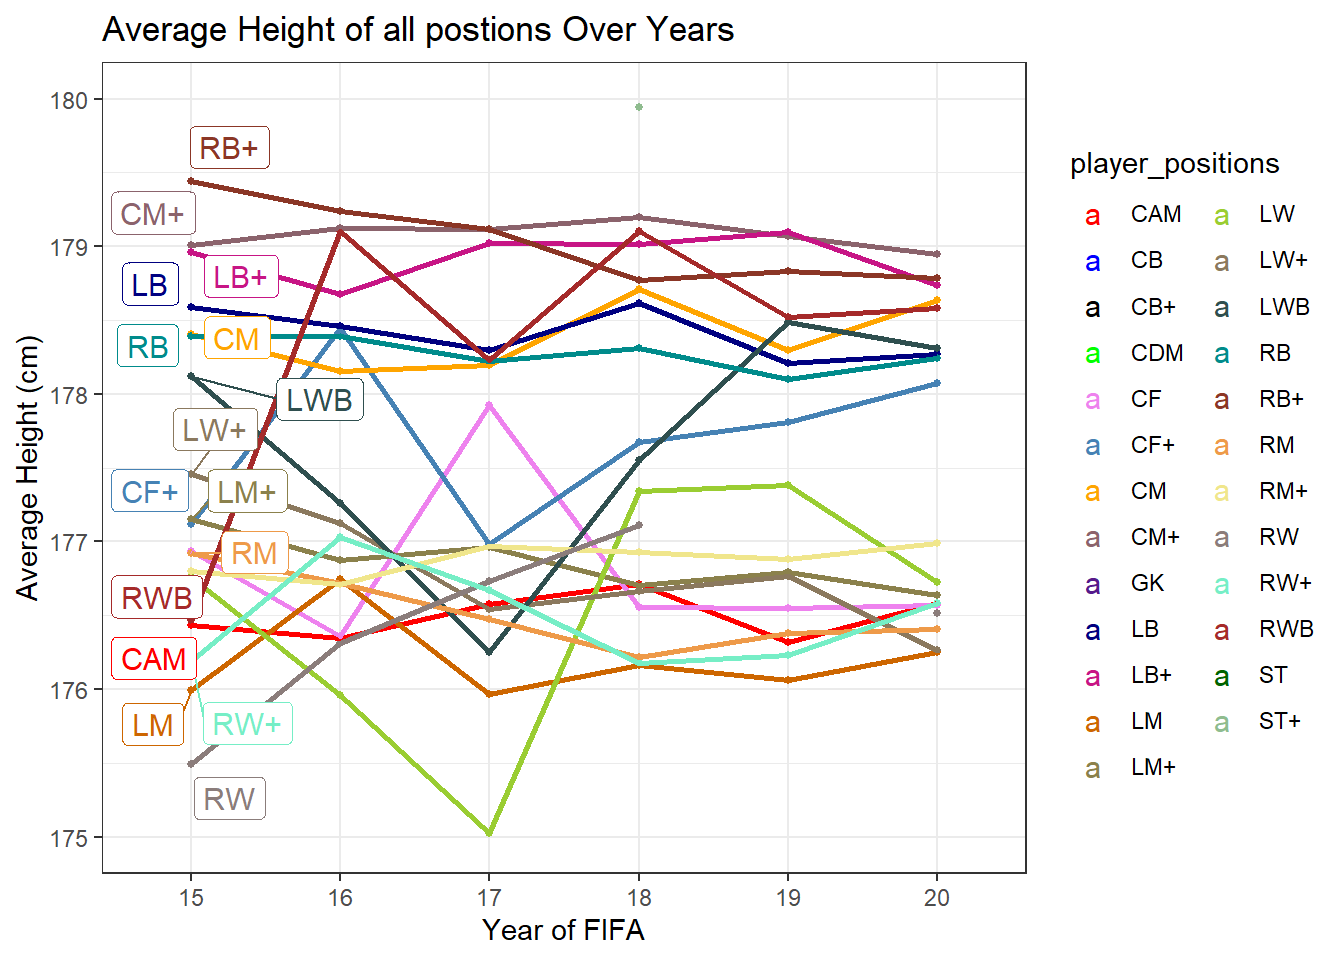 Average Height of all postions Over Years
180
179
178
177
176
175
Average Height (cm)
RB+
CM+
LB
LB+
RB
CM
LWB
LW+
CF+
LM+
RM
RWB
CAM
LM
RW+
RW
15 16 17 18 19 20
Year of FIFA
player_positions
a CAM
a CB
a CB+
a CDM
a CF
a CF+
a CM
a CM+
a GK
a LB
a LB+
a LM
a LM+
a LW
a LW+
a LWB
a RB
a RB+
a RM
a RM+
a RW
a RW+
a RWB
a ST
a ST+